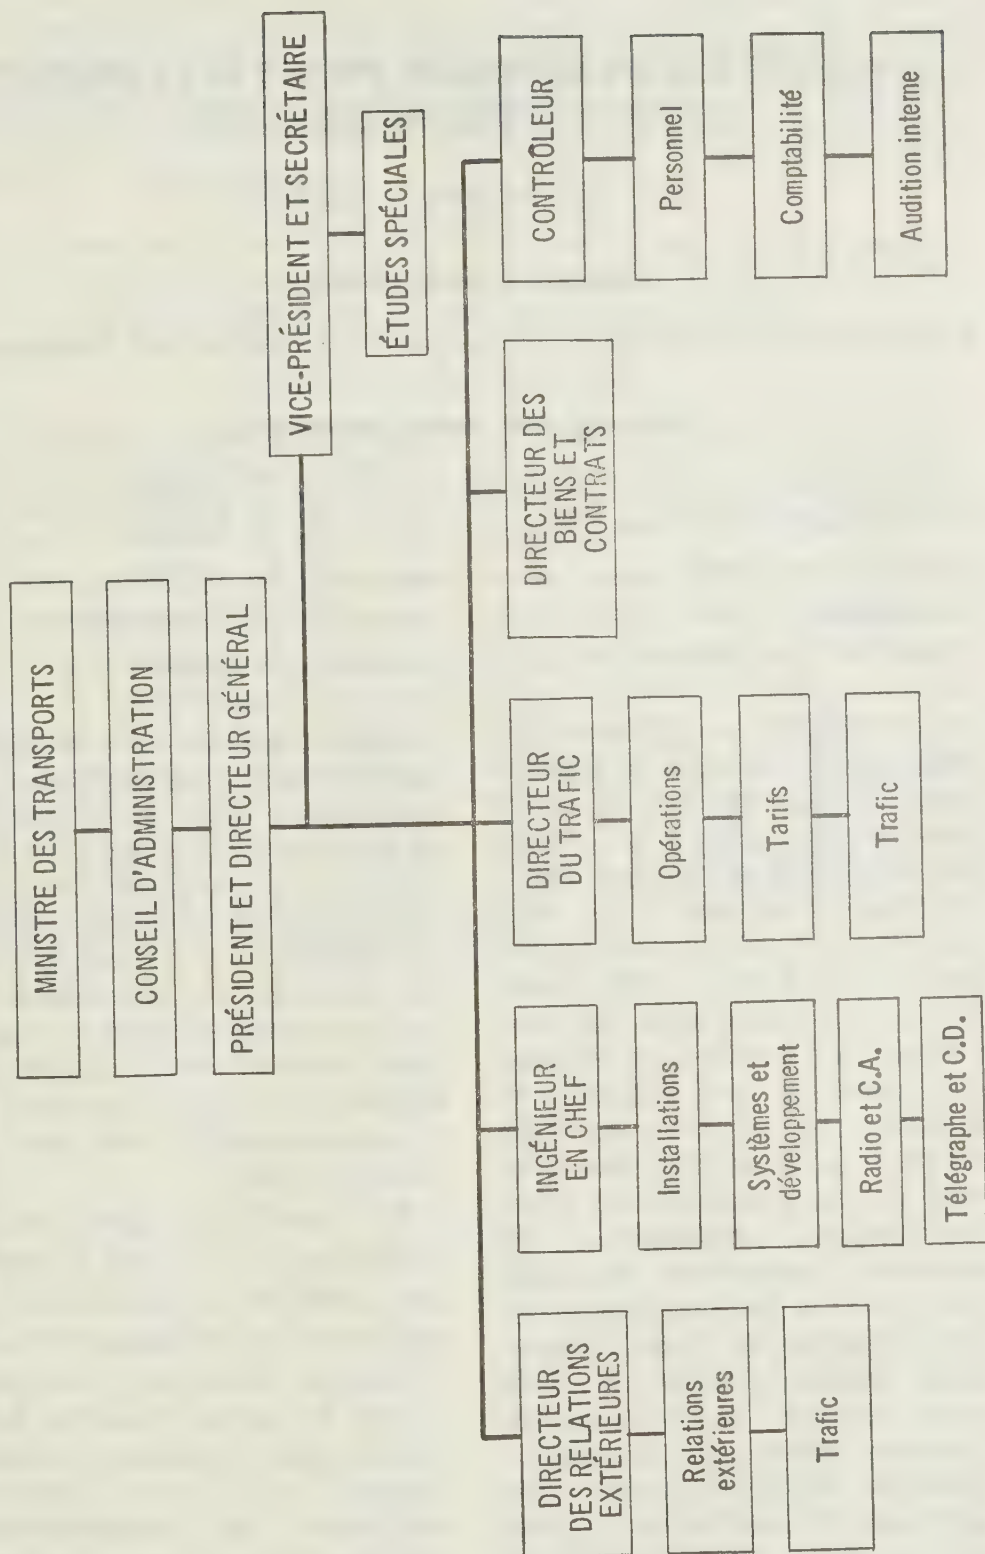 MINISTRE DES TRANSPORTS
CONSEIL D'ADMINISTRATION
PRÉSIDENT ET DIRECTEUR GÉNÉRAL
VICE-PRÉSIDENT ET SECRÉTAIRE
ÉTUDES SPÉCIALES
DIRECTEUR
DES RELATIONS
EXTÉRIEURES
Relations
extérieures
Trafic
INGÉNIEUR
EN CHEF
Installations
Systèmes et
développement
Radio et C.A.
Télégraphe et C.D.
DIRECTEUR
DU TRAFIC
Opérations
Tarifs
Trafic
DIRECTEUR DES
BIENS ET
CONTRATS
CONTRÔLEUR
Personnel
Comptabilité
Audition interne